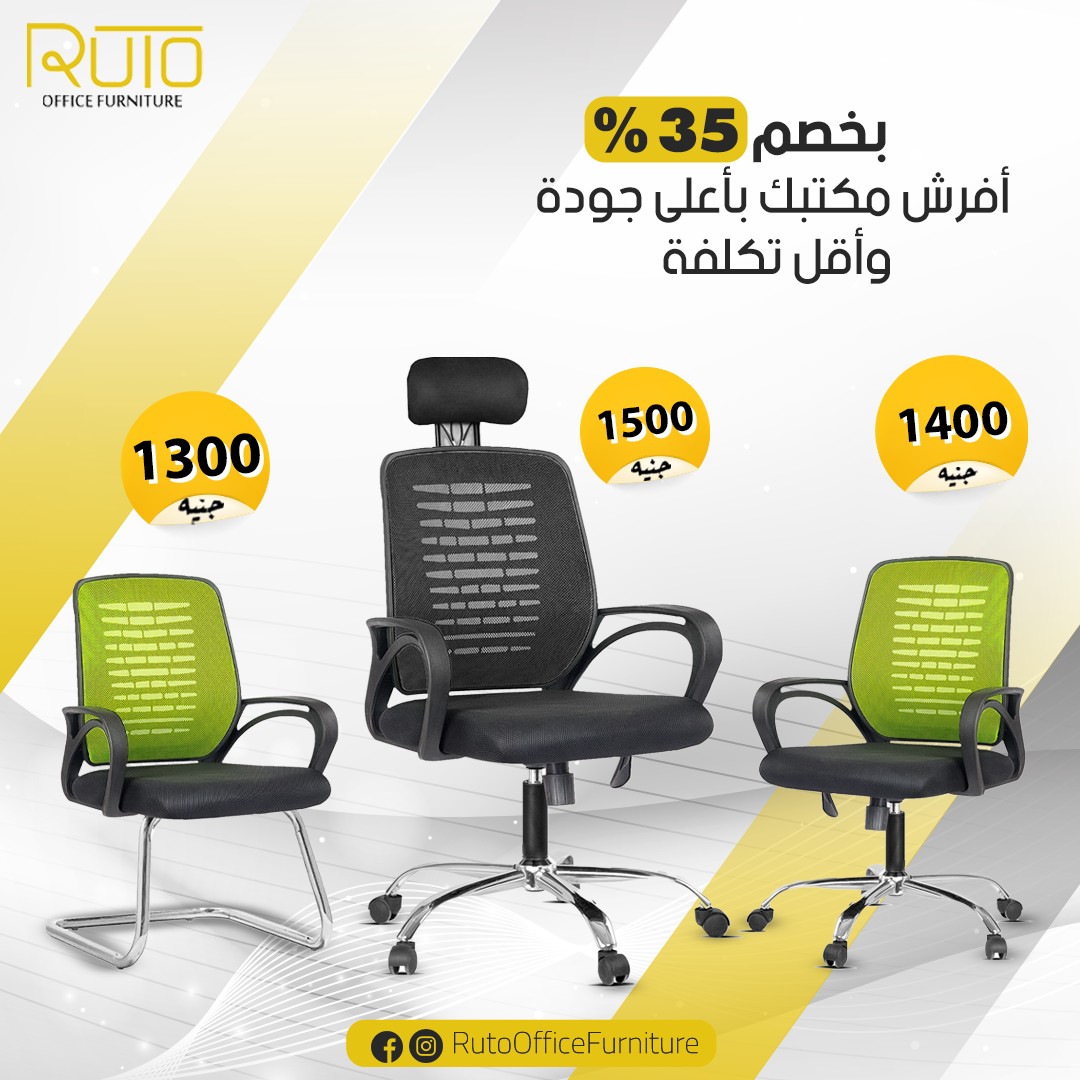 RUTO
OFFICE FURNITURE
بخصم 35 %
أفرش مكتبك بأعلى جودة
وأقل تكلفة
1300
جنيه
1500
جنيه
1400
جنيه
RutoOfficeFurniture